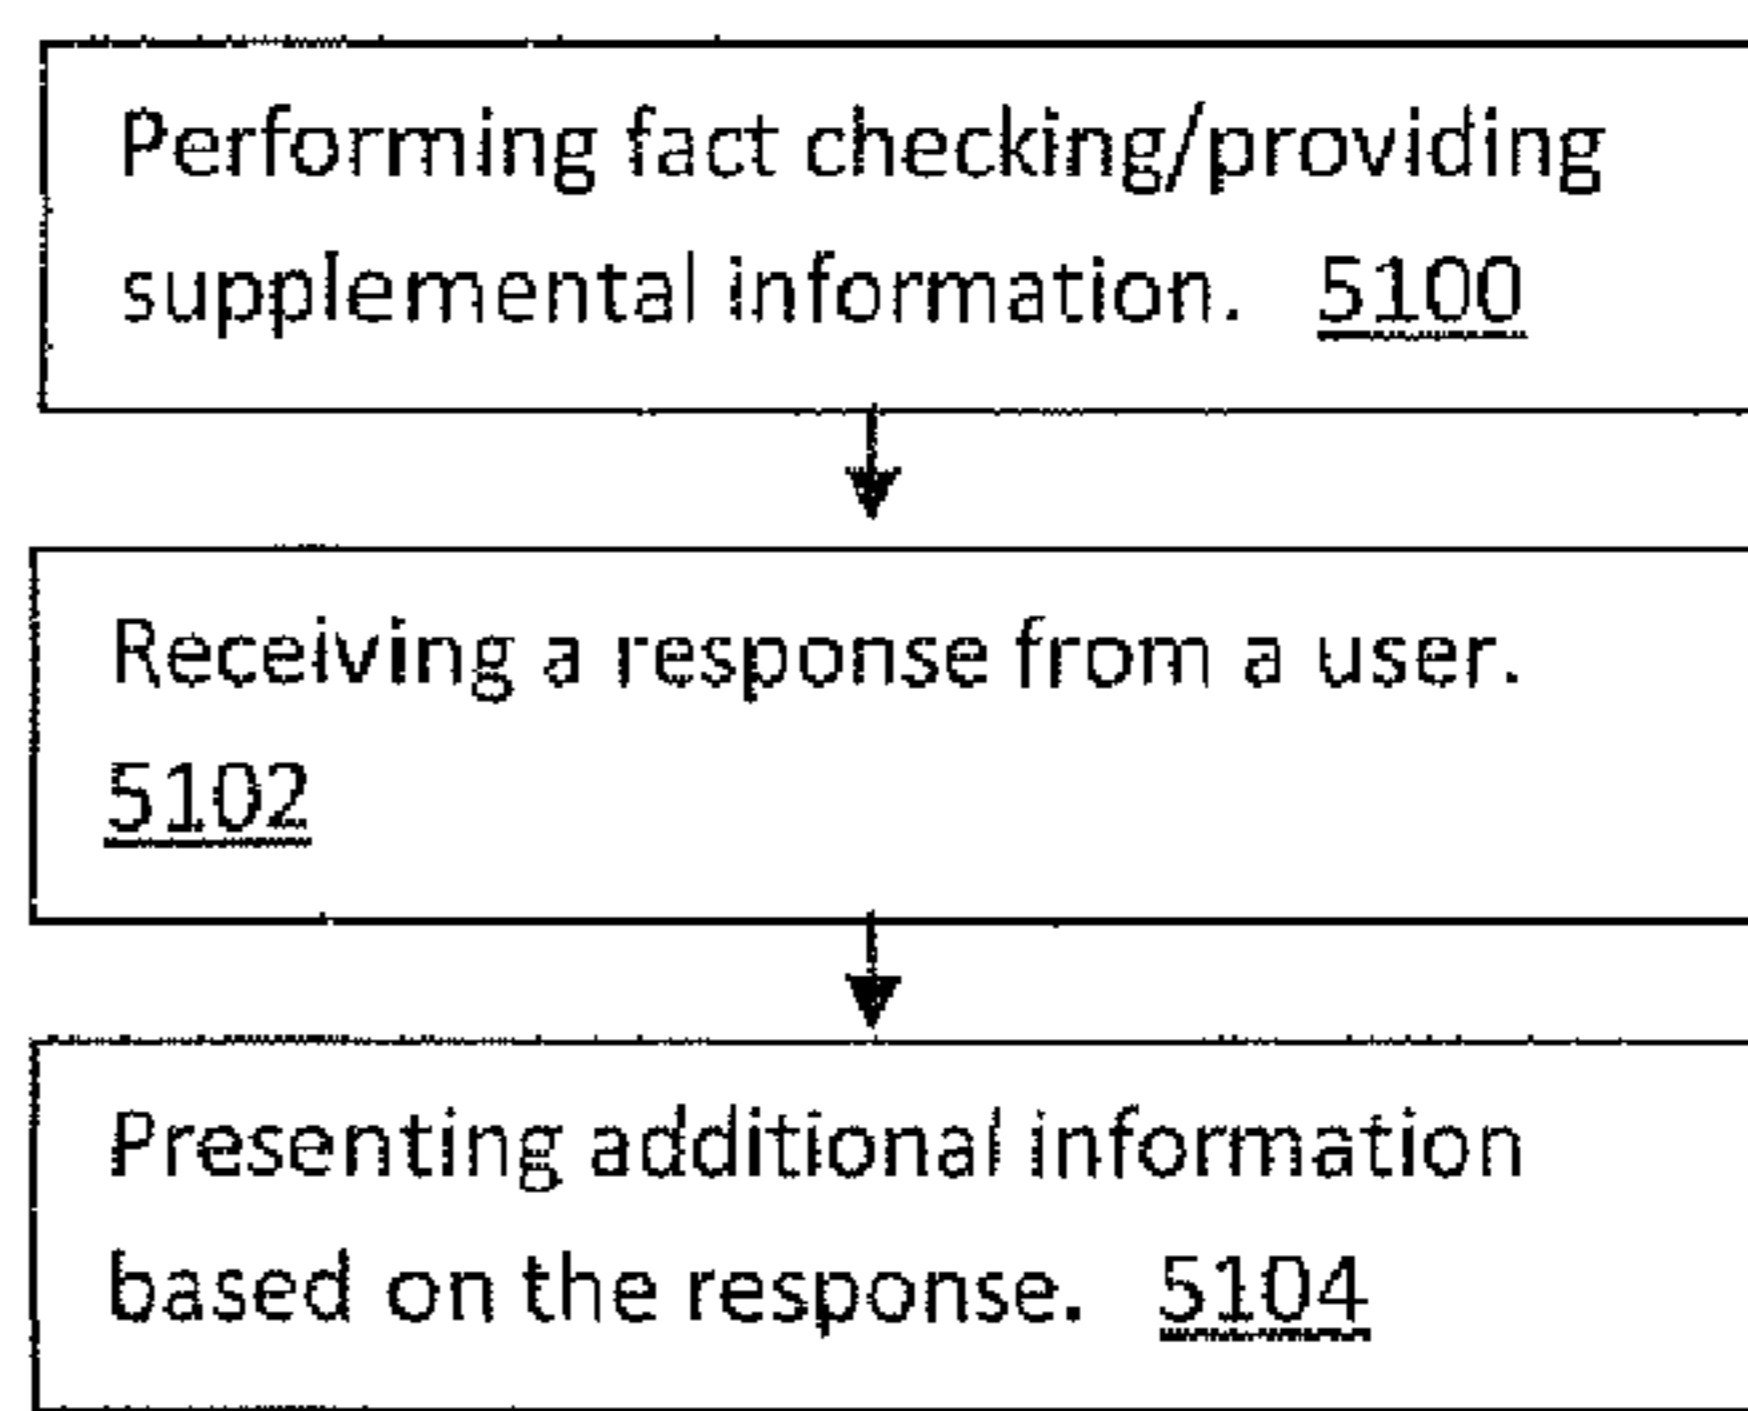 Performing fact checking/providing
supplemental information. 5100
Receiving a response from a user.
5102
Presenting additional information
based on the response. 5104